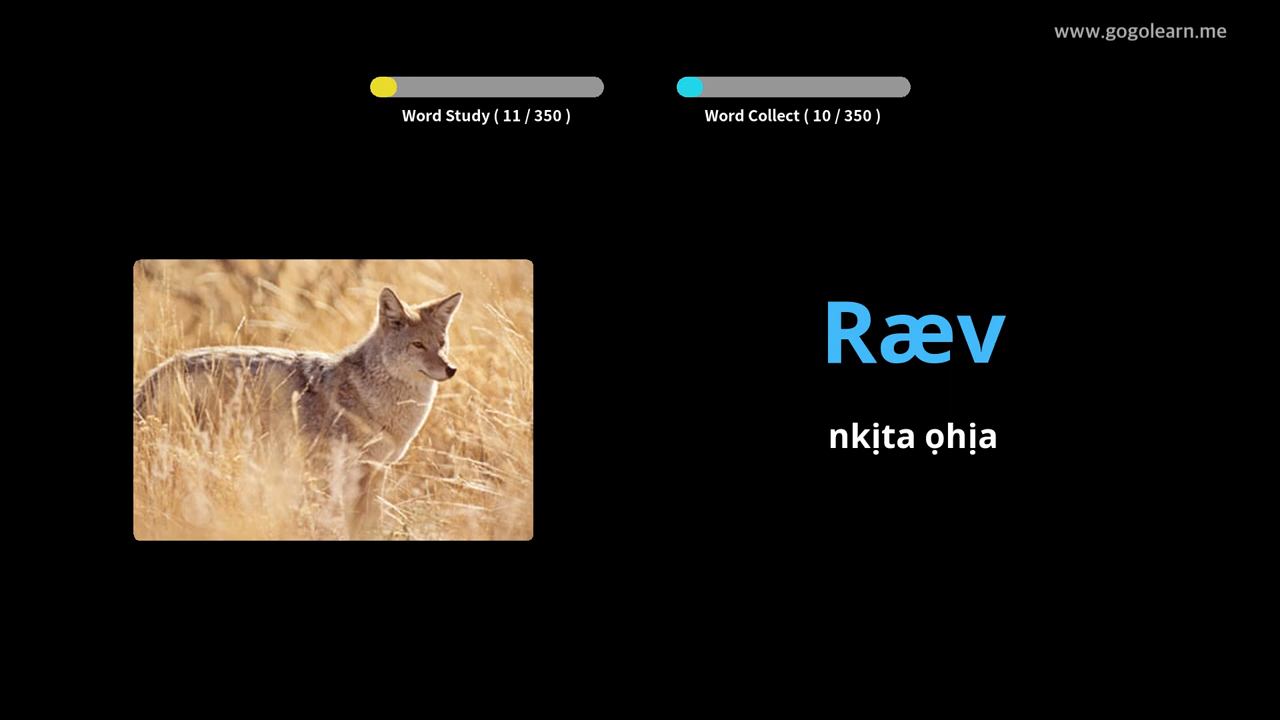 www.gogolearn.me
Word Study ( 11 / 350 )
Word Collect ( 10 / 350 )
Ræv
nkịta ọhịa